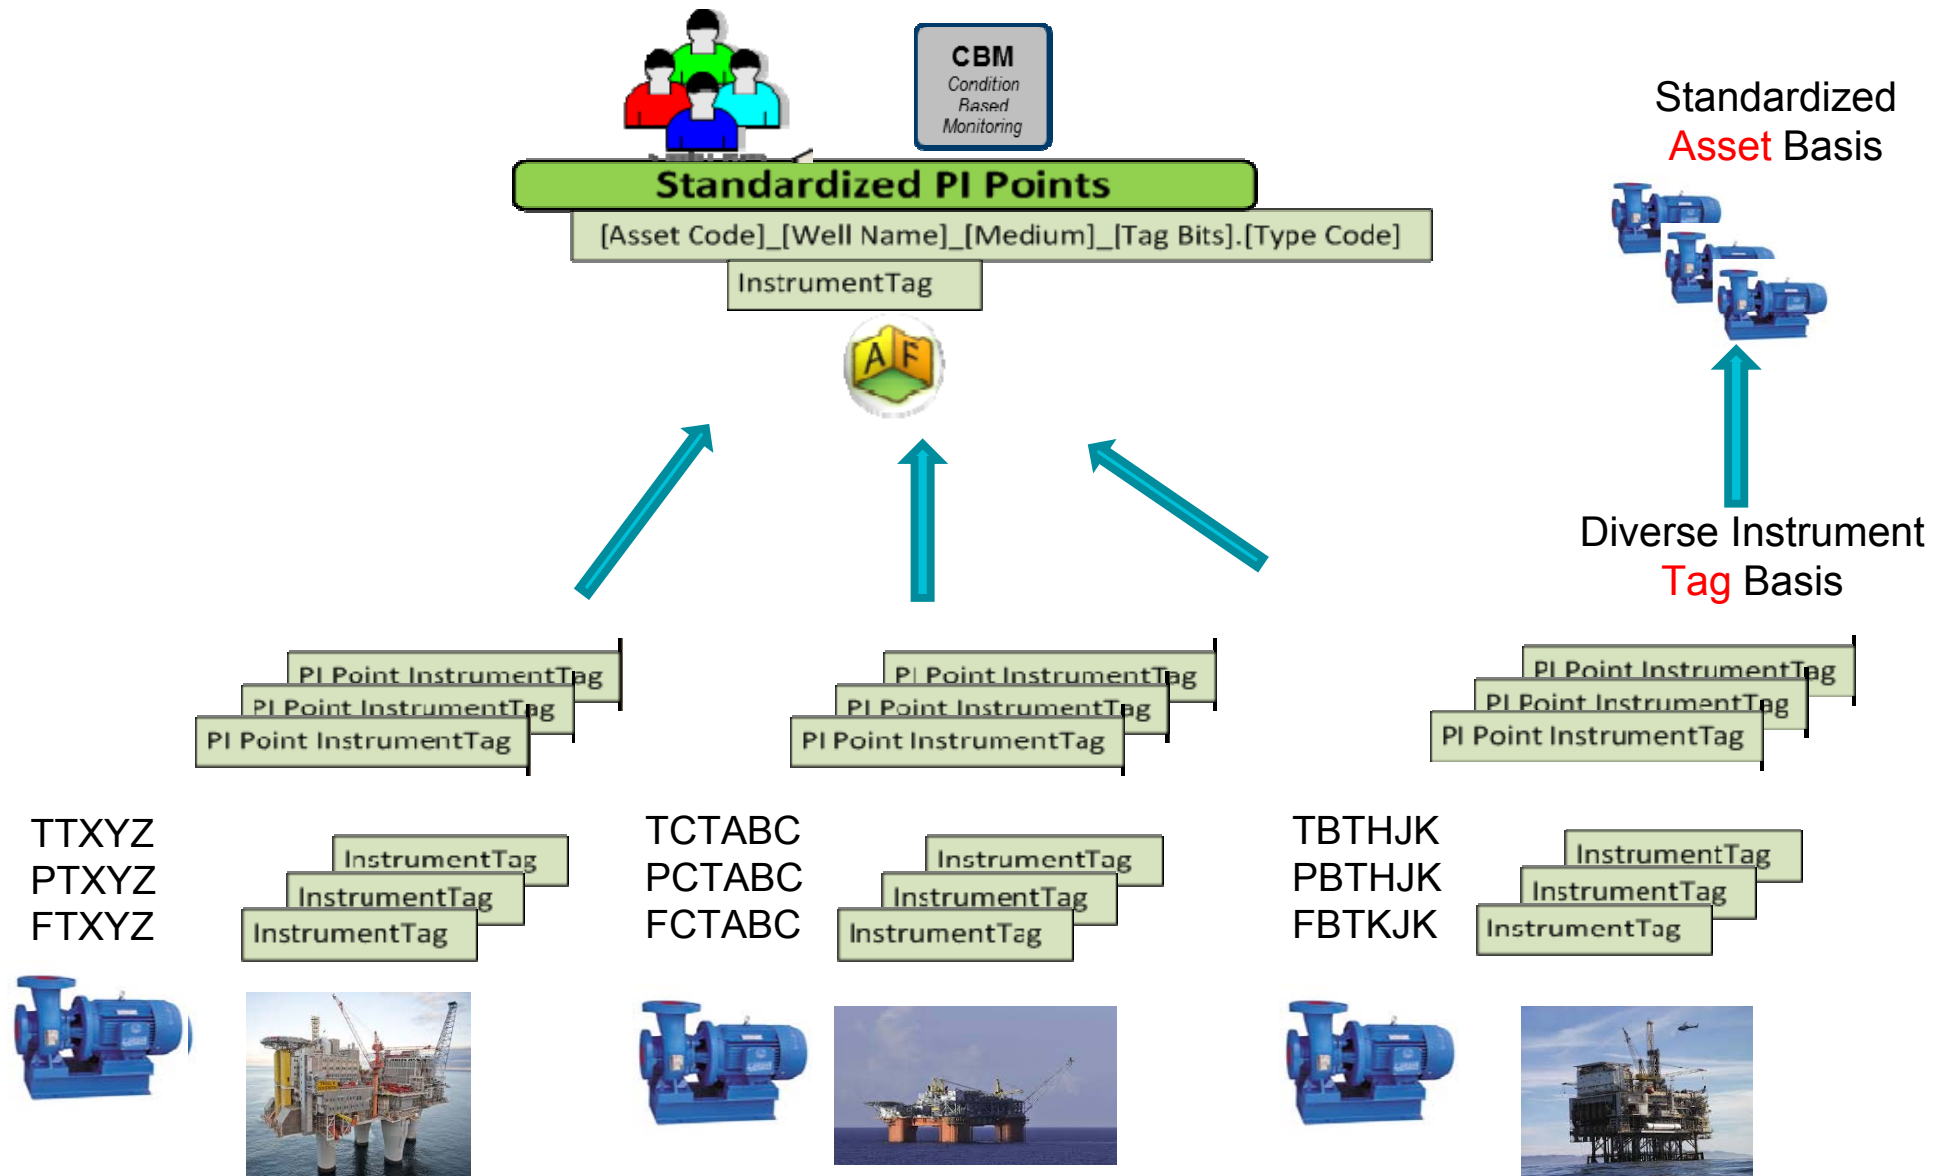 CBM
Condition
Based
Monitoring
Standardized
Asset Basis
Standardized PI Points
[Asset Code]_[Well Name]_[Medium]_[Tag Bits].[Type Code]
InstrumentTag
AF
Diverse Instrument
Tag Basis
PI Point InstrumentTag
PI Point InstrumentTag
PI Point InstrumentTag
PI Point InstrumentTag
PI Point InstrumentTag
PI Point InstrumentTag
PI Point InstrumentTag
PI Point InstrumentTag
PI Point InstrumentTag
TTXYZ
PTXYZ
FTXYZ
InstrumentTag
InstrumentTag
InstrumentTag
TCTABC
PCTABC
FCTABC
InstrumentTag
InstrumentTag
InstrumentTag
TBTHJK
PBTHJK
FBTKJK
InstrumentTag
InstrumentTag
InstrumentTag